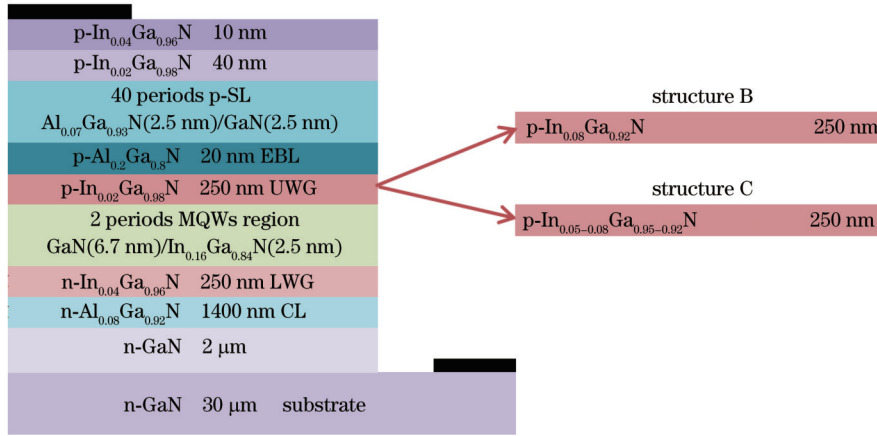 p-In₀.₀₄Ga₀.₉₆N 10 nm
p-In₀.₀₂Ga₀.₉₈N 40 nm
40 periods p-SL
Al₀.₀₇Ga₀.₉₃N(2.5 nm)/GaN(2.5 nm)
p-Al₀.₂Ga₀.₈N 20 nm EBL
p-In₀.₀₂Ga₀.₉₈N 250 nm UWG
2 periods MQWs region
GaN(6.7 nm)/In₀.₁₆Ga₀.₈₄N(2.5 nm)
n-In₀.₀₄Ga₀.₉₆N 250 nm LWG
n-Al₀.₀₈Ga₀.₉₂N 1400 nm CL
n-GaN 2 μm
n-GaN 30 μm substrate
structure B
p-In₀.₀₈Ga₀.₉₂N 250 nm
structure C
p-In₀.₀₅₋₀.₀₈Ga₀.₉₅₋₀.₉₂N 250 nm